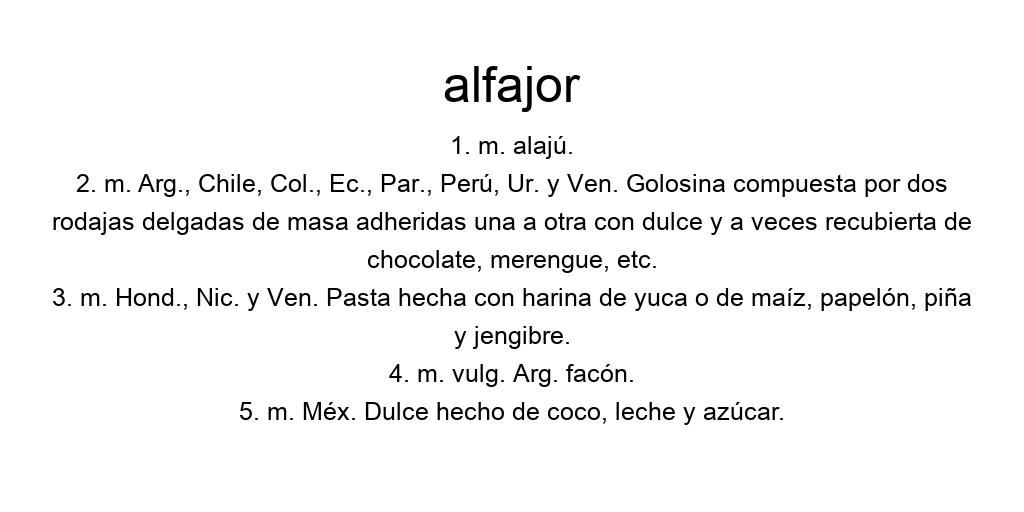 alfajor
1. m. alajú.
2. m. Arg., Chile, Col., Ec., Par., Perú, Ur. y Ven. Golosina compuesta por dos
rodajas delgadas de masa adheridas una a otra con dulce y a veces recubierta de
chocolate, merengue, etc.
3. m. Hond., Nic. y Ven. Pasta hecha con harina de yuca o de maíz, papelón, piña
y jengibre.
4. m. vulg. Arg. facón.
5. m. Méx. Dulce hecho de coco, leche y azúcar.